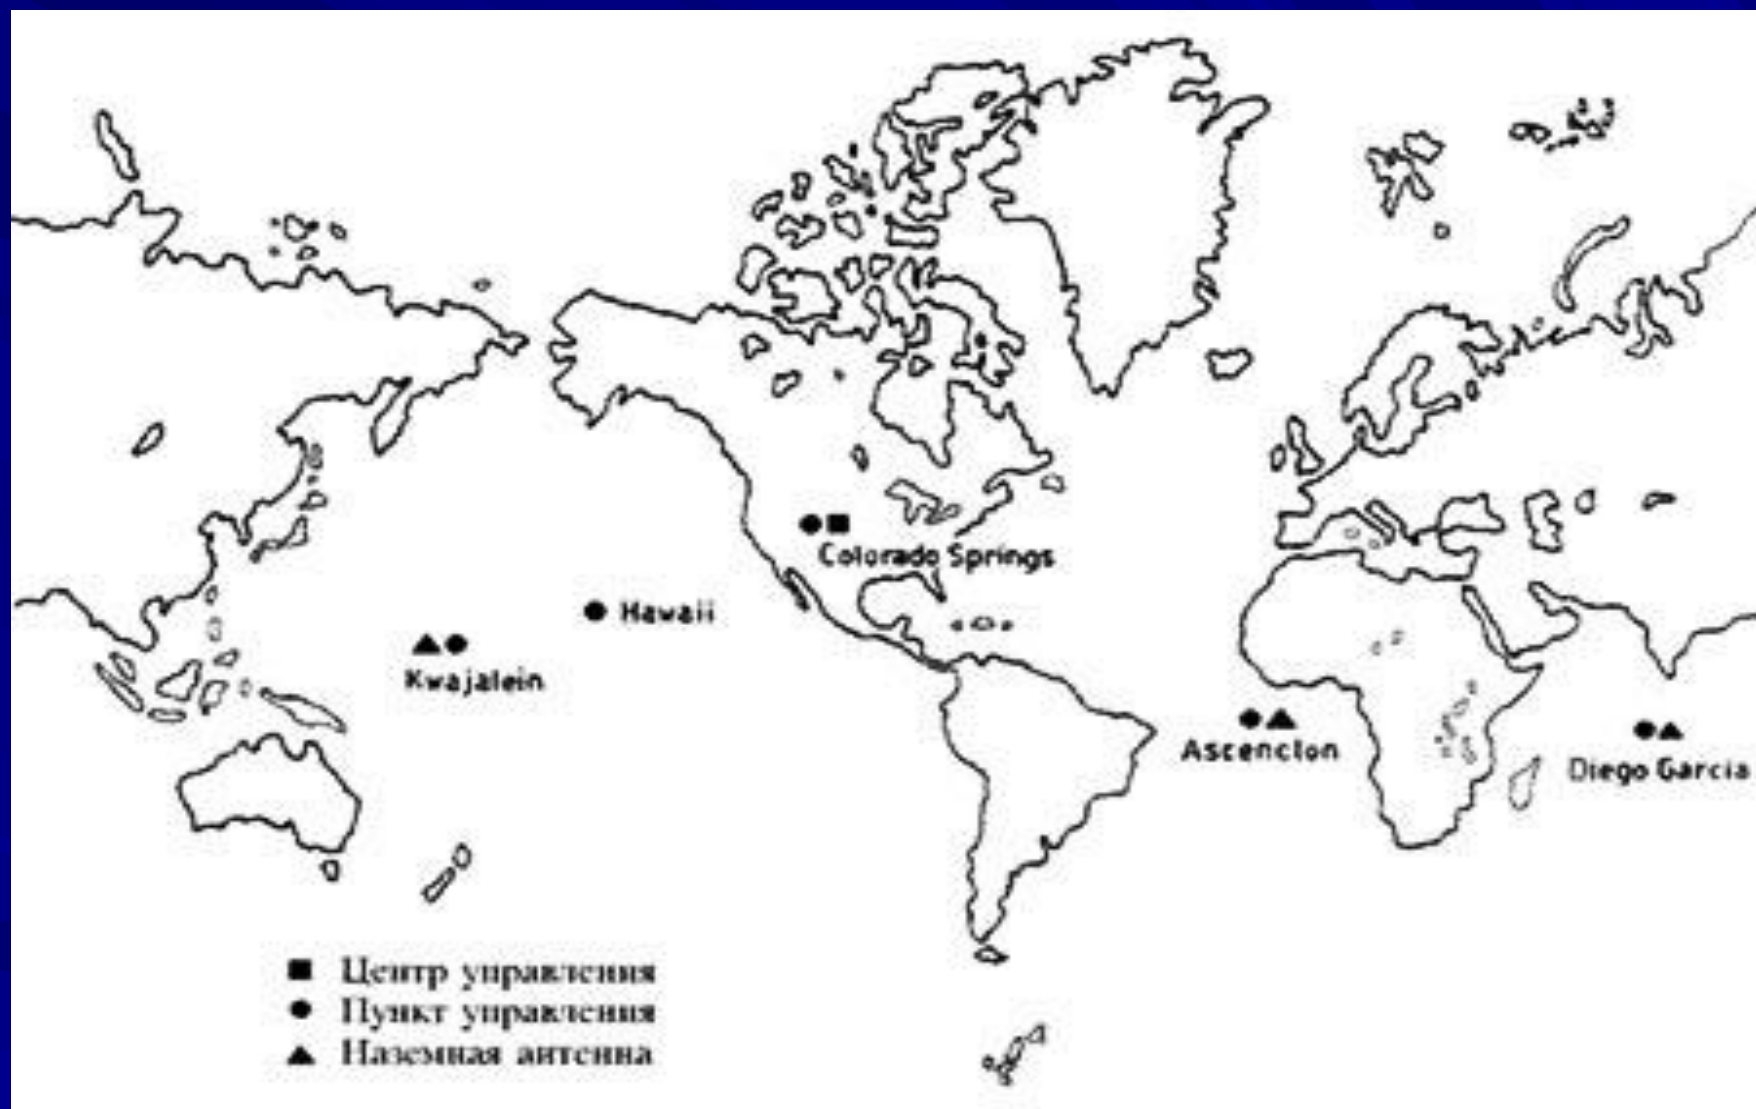 Colorado Springs
Hawaii
Kwajalein
Ascencion
Diego Garcia
Центр управления
Пункт управления
Наземная антенна